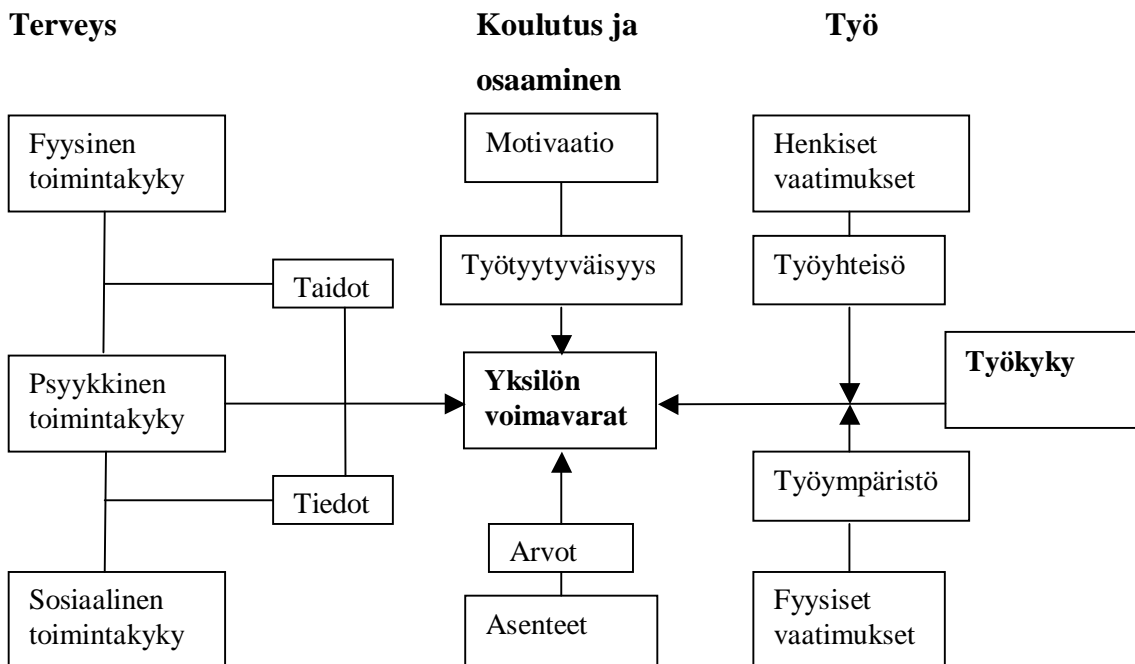 Terveys
Koulutus ja
osaaminen
Työ
Fyysinen
toimintakyky
Motivaatio
Henkiset
vaatimukset
Taidot
Työtyytyväisyys
Työyhteisö
Psyykkinen
toimintakyky
Yksilön
voimavarat
Työkyky
Tiedot
Arvot
Työympäristö
Sosiaalinen
toimintakyky
Asenteet
Fyysiset
vaatimukset